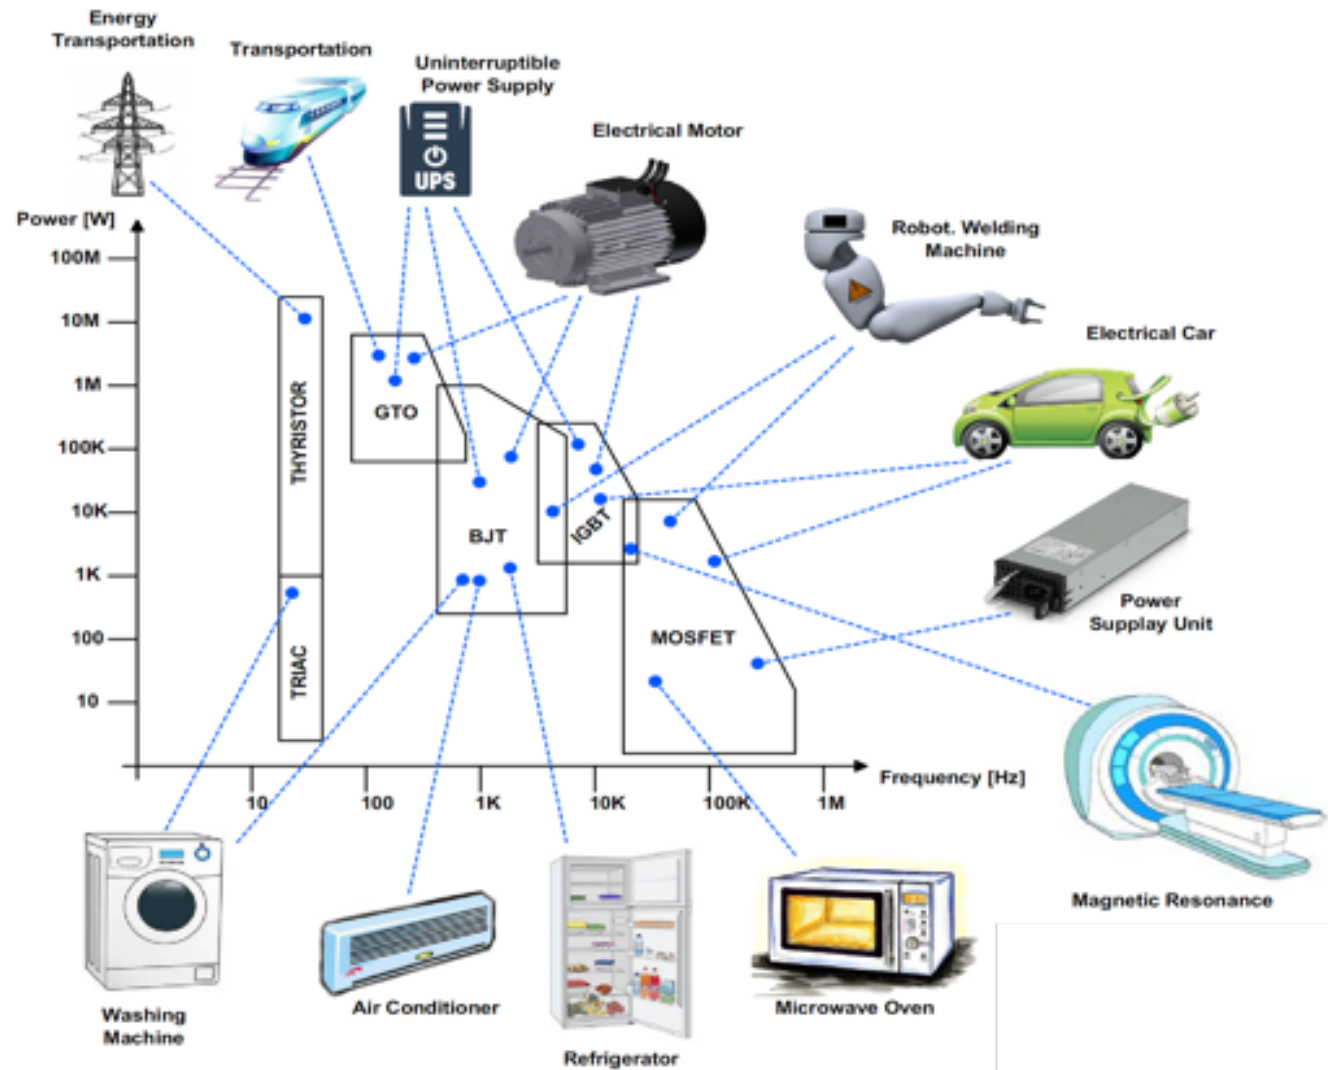 Energy
Transportation
Transportation
Uninterruptible
Power Supply
UPS
Electrical Motor
Robot. Welding
Machine
Electrical Car
Power [W]
100M
10M
1M
100K
10K
1K
100
10
THYRISTOR
TRIAC
GTO
BJT
IGBT
MOSFET
Power
Supplay Unit
Frequency [Hz]
10
100
1K
10K
100K
1M
Magnetic Resonance
Washing
Machine
Air Conditioner
Refrigerator
Microwave Oven